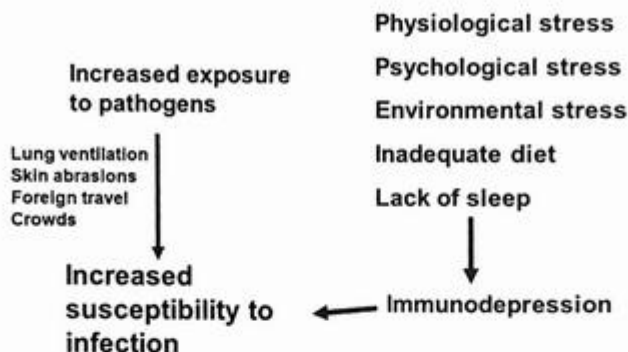 Increased exposure
to pathogens
Lung ventilation
Skin abrasions
Foreign travel
Crowds
Increased
susceptibility to
infection
Physiological stress
Psychological stress
Environmental stress
Inadequate diet
Lack of sleep
Immunodepression